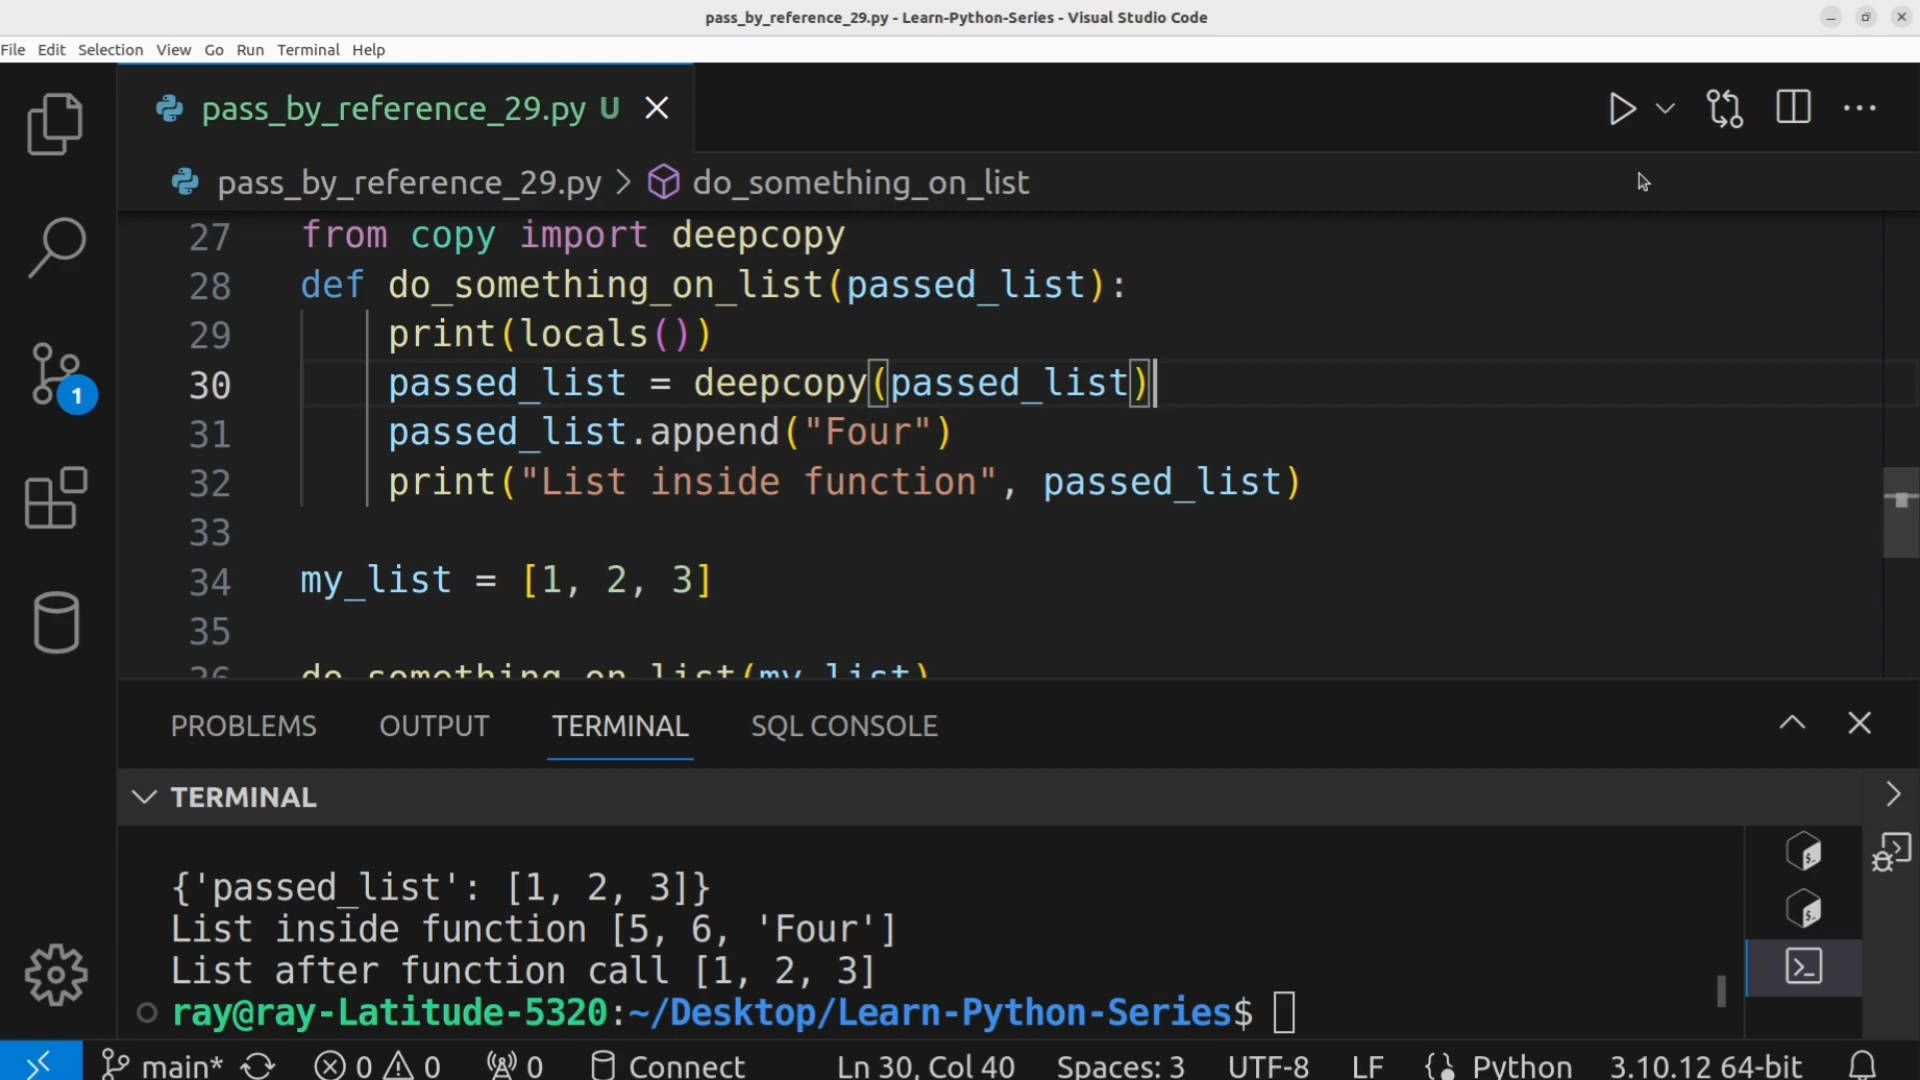 pass_by_reference_29.py - Learn-Python-Series - Visual Studio Code
File Edit Selection View Go Run Terminal Help
pass_by_reference_29.py U
pass_by_reference_29.py > do_something_on_list
27 from copy import deepcopy
28 def do_something_on_list(passed_list):
29 print(locals())
30 passed_list = deepcopy(passed_list)
31 passed_list.append("Four")
32 print("List inside function", passed_list)
33
34 my_list = [1, 2, 3]
35
36 do_something_on_list(my_list)
1
PROBLEMS OUTPUT TERMINAL SQL CONSOLE
TERMINAL
{'passed_list': [1, 2, 3]}
List inside function [5, 6, 'Four']
List after function call [1, 2, 3]
ray@ray-Latitude-5320:~/Desktop/Learn-Python-Series$
main* 0 0 0 Connect Ln 30, Col 40 Spaces: 3 UTF-8 LF Python 3.10.12 64-bit